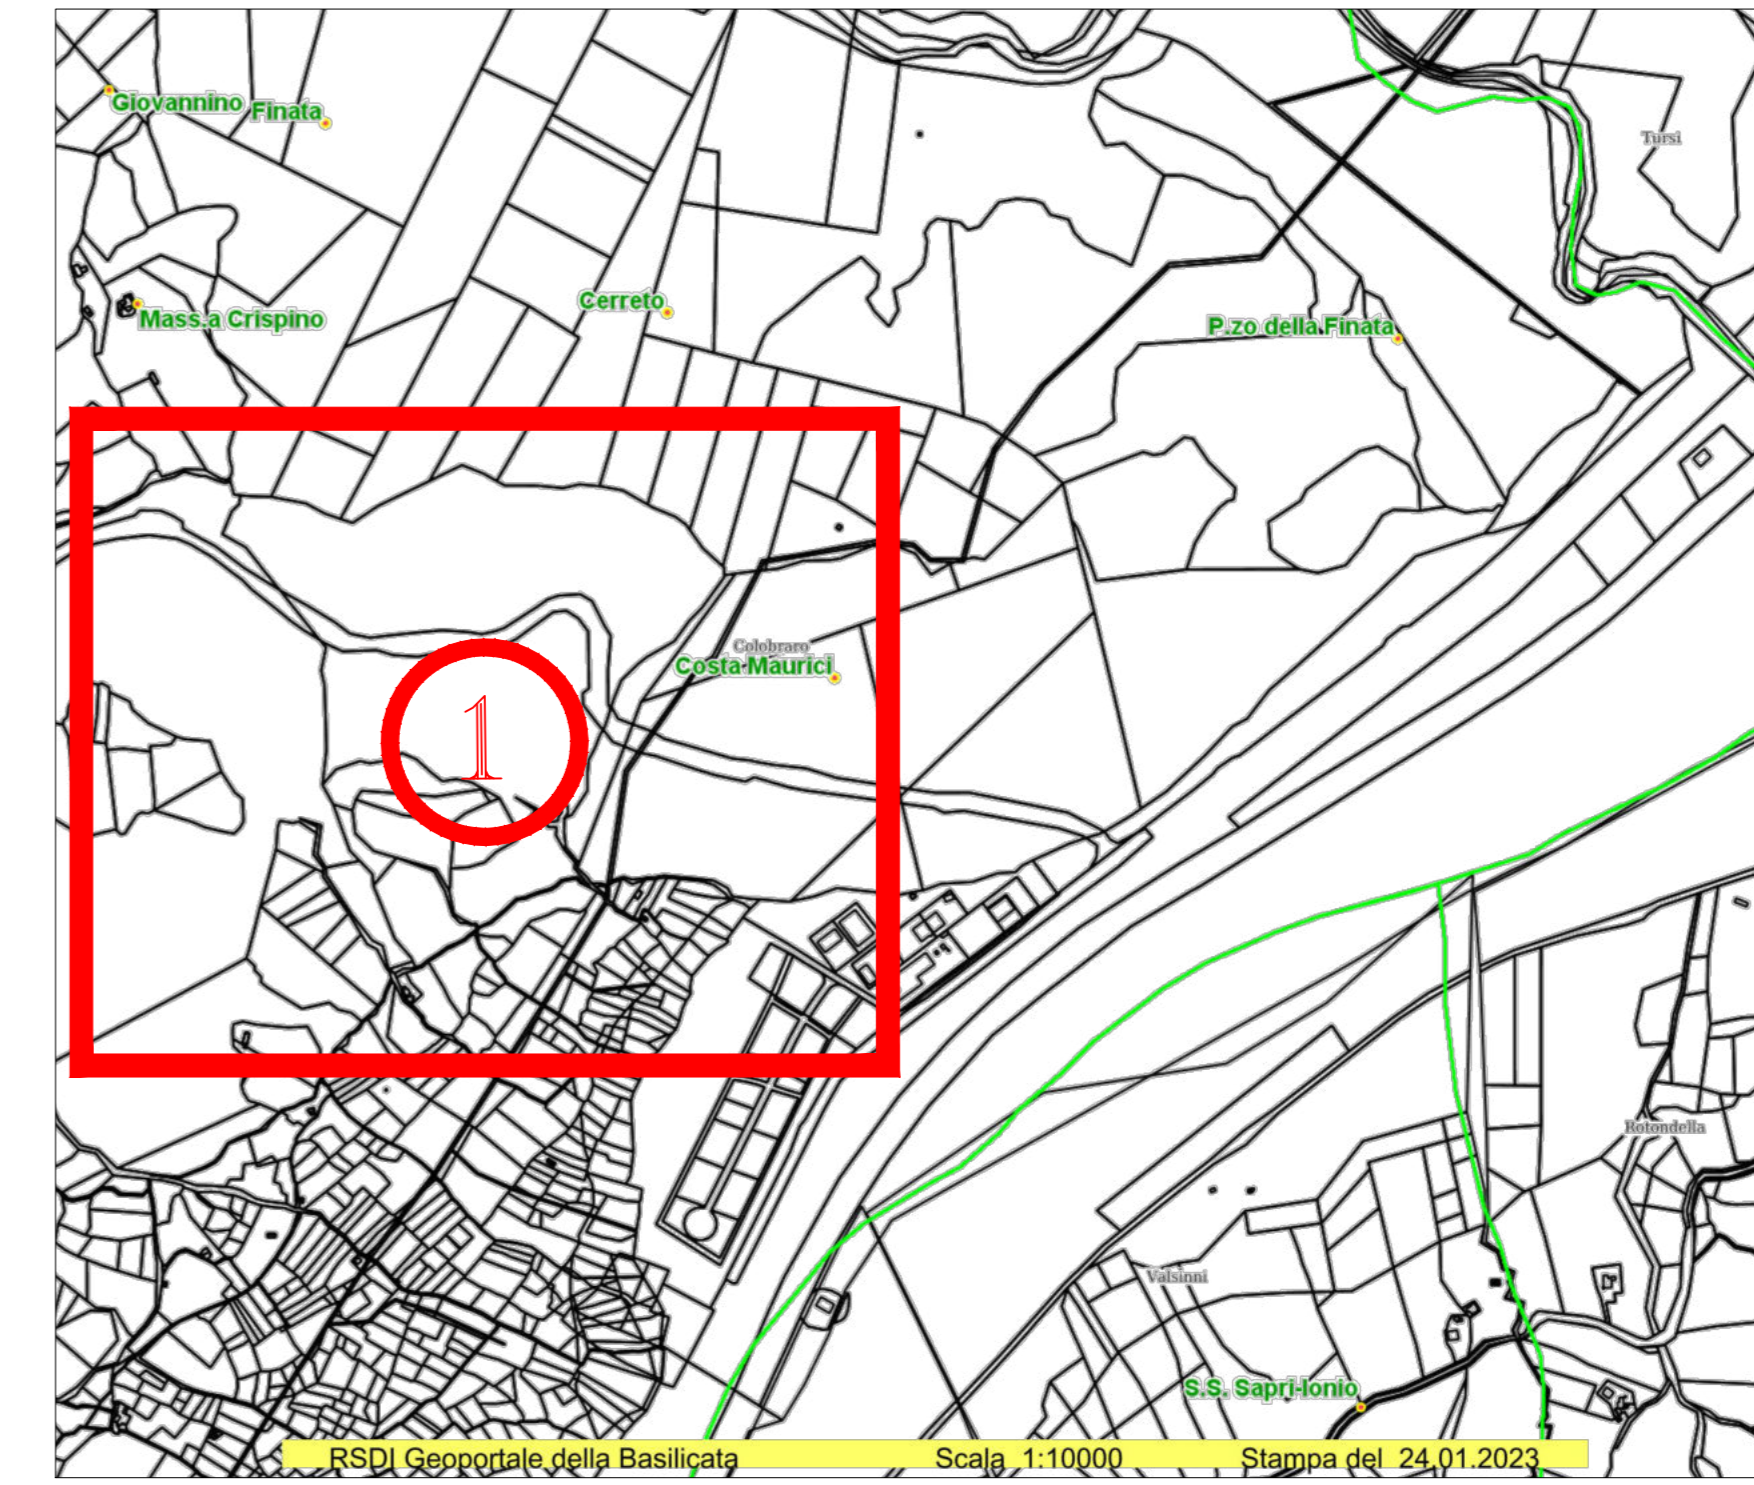 Giovannino
Finata
Tursi
Mass.a Crispino
Cerreto
P.zo della Finata
Colobraro
Costa Maurici
1
Rotondella
Valsinni
S.S. Sapri-Ionio
RSDI Geoportale della Basilicata Scala 1:10000 Stampa del 24.01.2023